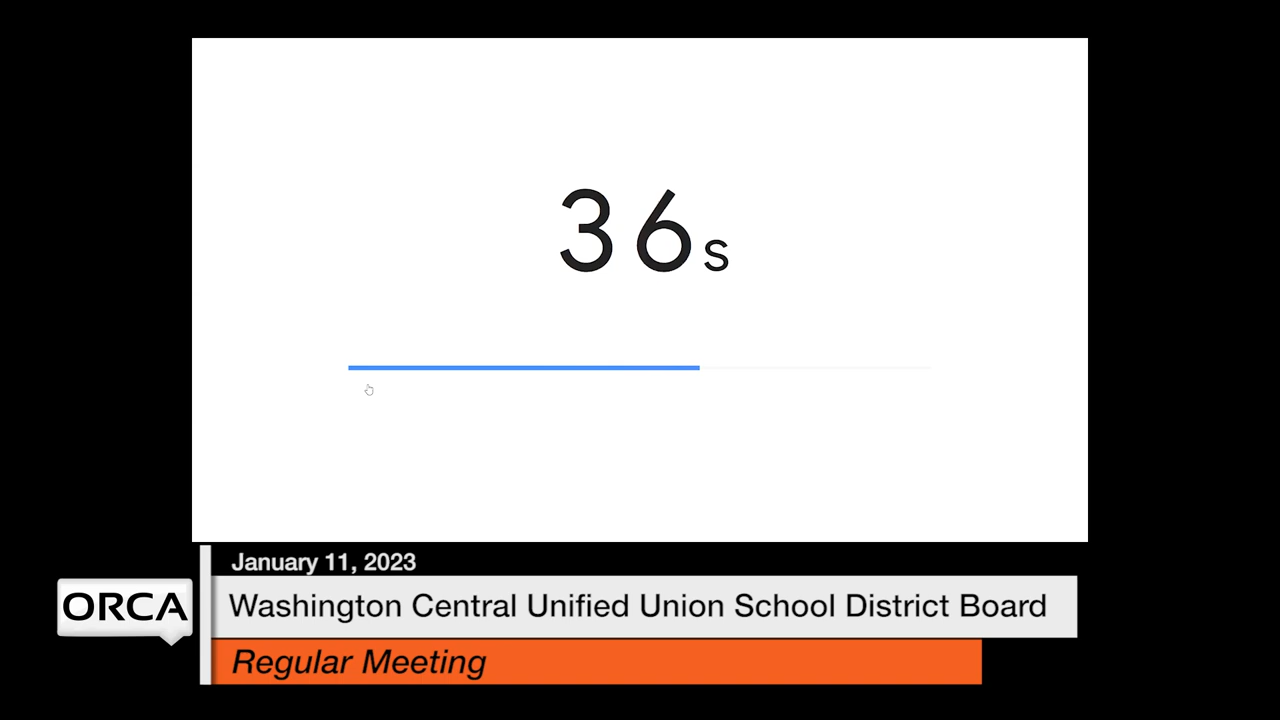 36s
January 11, 2023
ORCA
Washington Central Unified Union School District Board
Regular Meeting